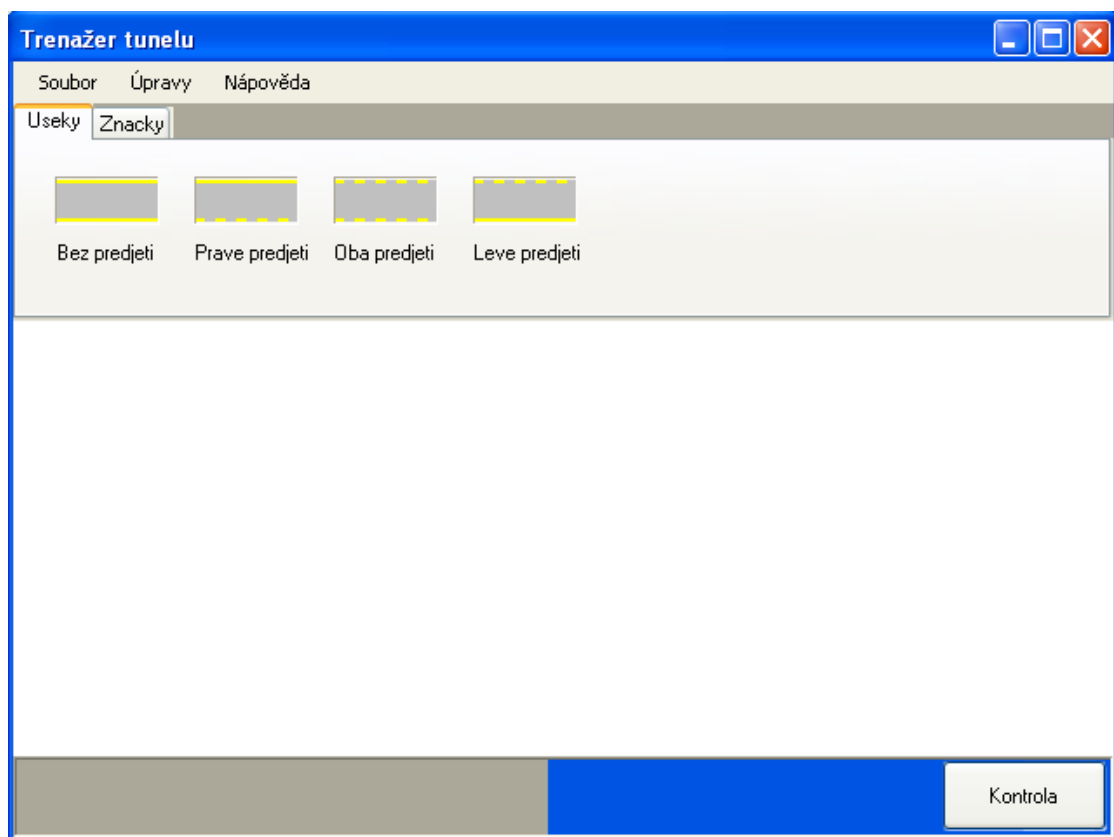 Trenažer tunelu
Soubor Úpravy Nápověda
Useky Znacky
Bez predjeti Prave predjeti Oba predjeti Leve predjeti
Kontrola